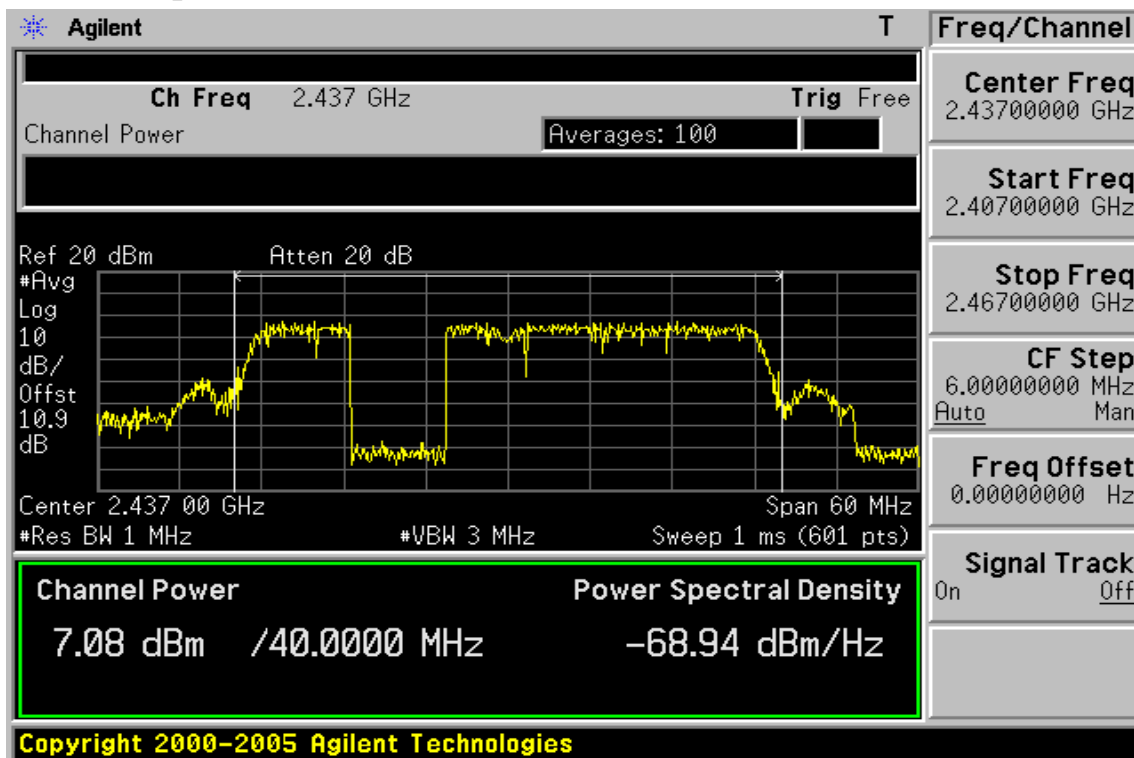 Agilent T
Ch Freq 2.437 GHz Trig Free
Channel Power Averages: 100
Ref 20 dBm Atten 20 dB
#Avg
Log
10
dB/
Offst
10.9
dB
Center 2.437 00 GHz Span 60 MHz
#Res BW 1 MHz #VBW 3 MHz Sweep 1 ms (601 pts)
Channel Power Power Spectral Density
7.08 dBm /40.0000 MHz -68.94 dBm/Hz
Copyright 2000-2005 Agilent Technologies
Freq/Channel
Center Freq
2.43700000 GHz
Start Freq
2.40700000 GHz
Stop Freq
2.46700000 GHz
CF Step
6.00000000 MHz
Auto Man
Freq Offset
0.00000000 Hz
Signal Track
On Off